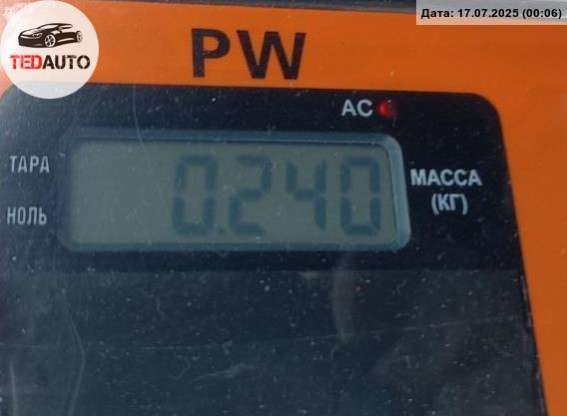 Дата: 17.07.2025 (00:06)
TEDAUTO
PW
AC
ТАРА
НОЛЬ
0.240
МАССА
(КГ)